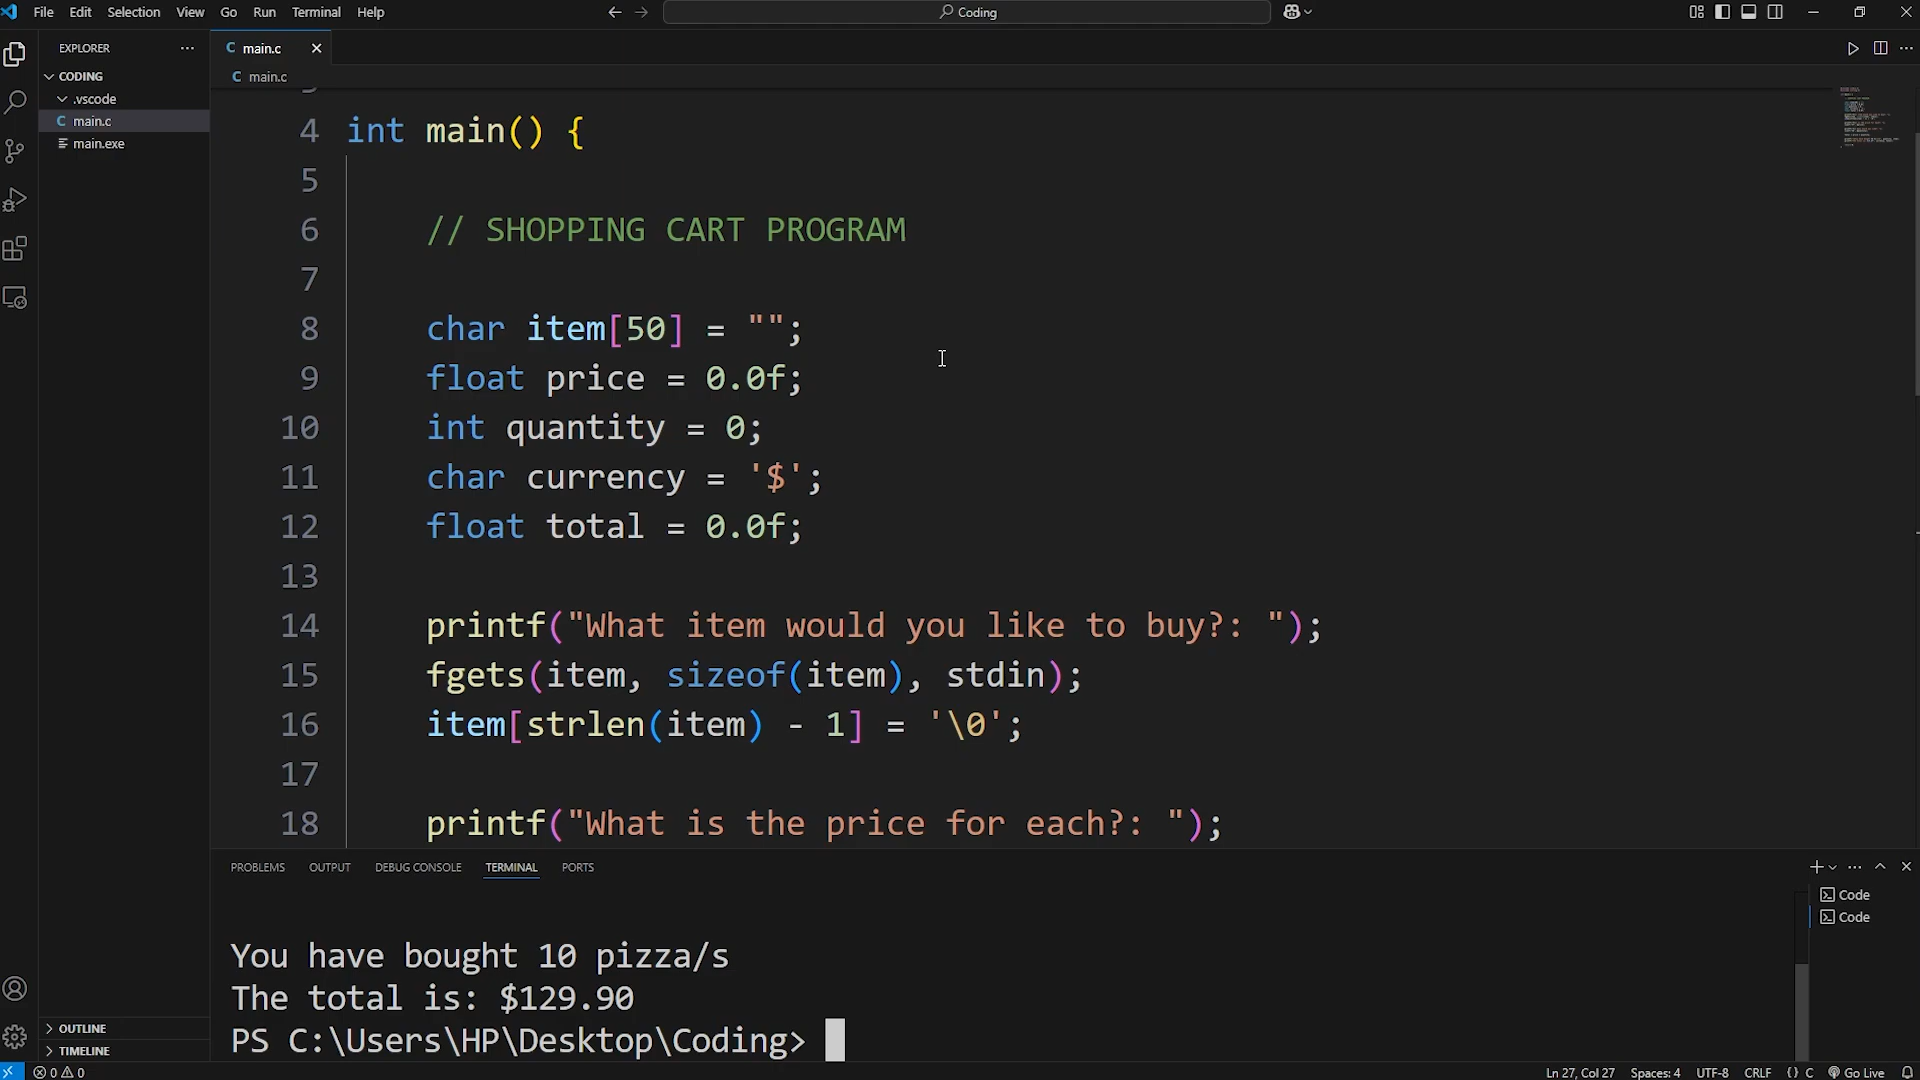 File Edit Selection View Go Run Terminal Help
Coding
EXPLORER
CODING
.vscode
C main.c
main.exe
OUTLINE
TIMELINE
C main.c
C main.c
4 int main() {
5
6 // SHOPPING CART PROGRAM
7
8 char item[50] = "";
9 float price = 0.0f;
10 int quantity = 0;
11 char currency = '$';
12 float total = 0.0f;
13
14 printf("What item would you like to buy?: ");
15 fgets(item, sizeof(item), stdin);
16 item[strlen(item) - 1] = '\0';
17
18 printf("What is the price for each?: ");
PROBLEMS OUTPUT DEBUG CONSOLE TERMINAL PORTS
Code
Code
You have bought 10 pizza/s
The total is: $129.90
PS C:\Users\HP\Desktop\Coding>
0 0
Ln 27, Col 27 Spaces: 4 UTF-8 CRLF {} C Go Live